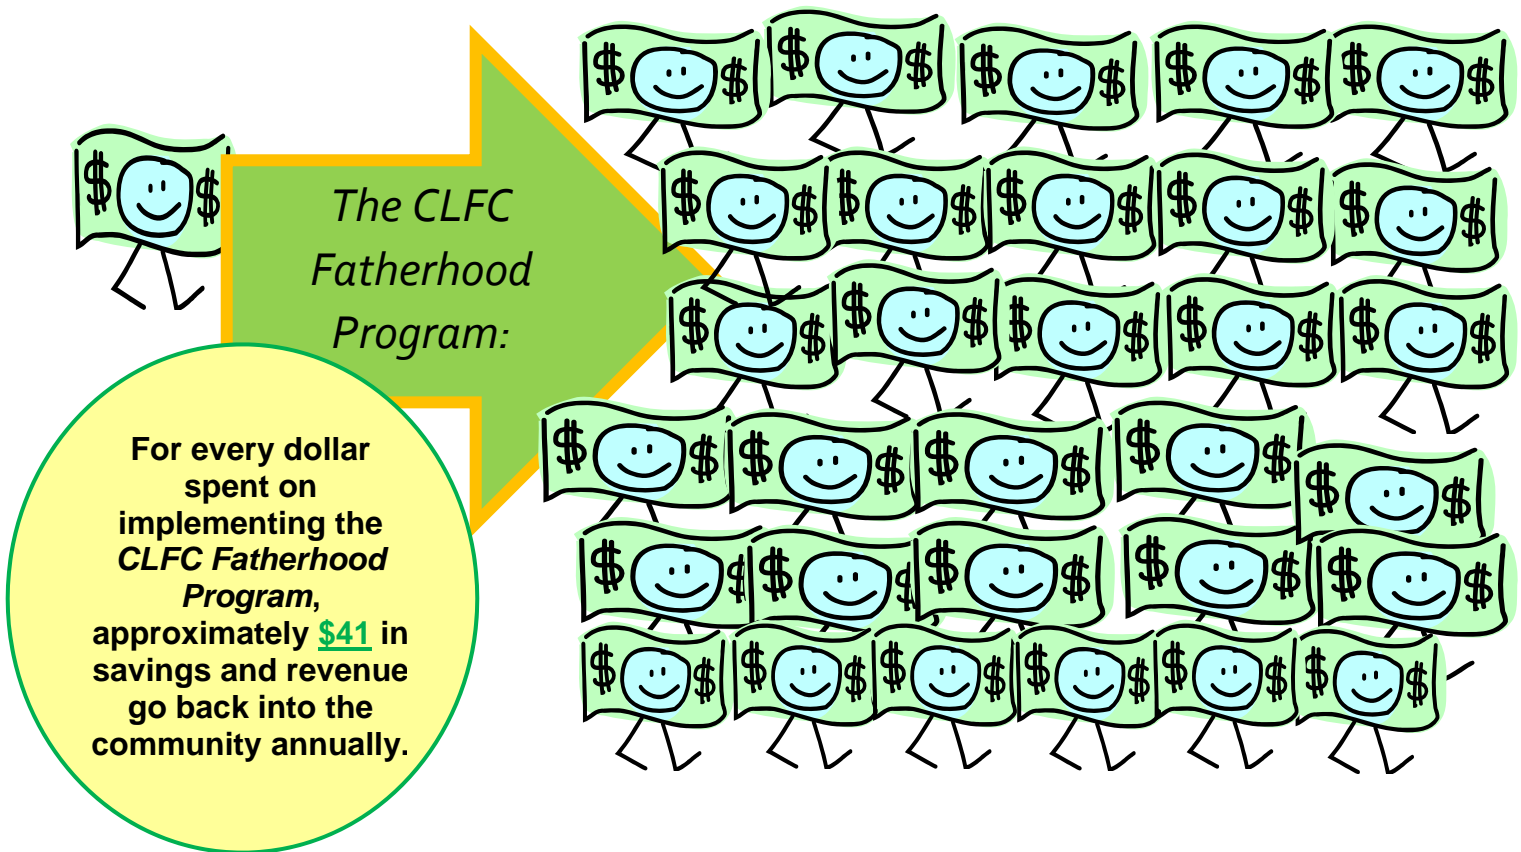 The CLFC
Fatherhood
Program:
For every dollar
spent on
implementing the
CLFC Fatherhood
Program,
approximately $41 in
savings and revenue
go back into the
community annually.